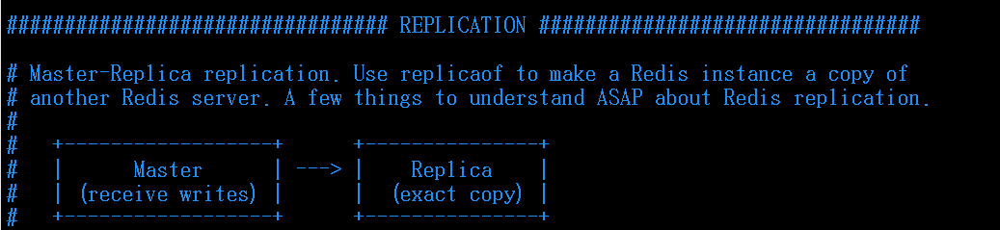 ################################# REPLICATION #################################
# Master-Replica replication. Use replicaof to make a Redis instance a copy of
# another Redis server. A few things to understand ASAP about Redis replication.
#
#   +------------------+      +---------------+
#   |      Master      | ---> |    Replica    |
#   | (receive writes) |      |  (exact copy) |
#   +------------------+      +---------------+